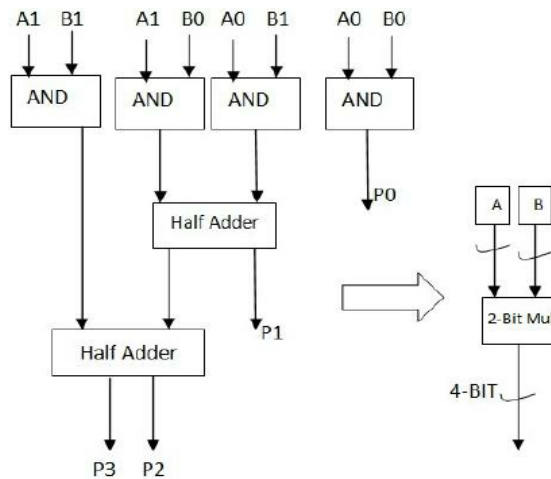 A1 B1 A1 B0 A0 B1 A0 B0
AND AND AND AND
P0
A B
Half Adder
2-Bit Mul
P1
Half Adder
4-BIT
P3 P2